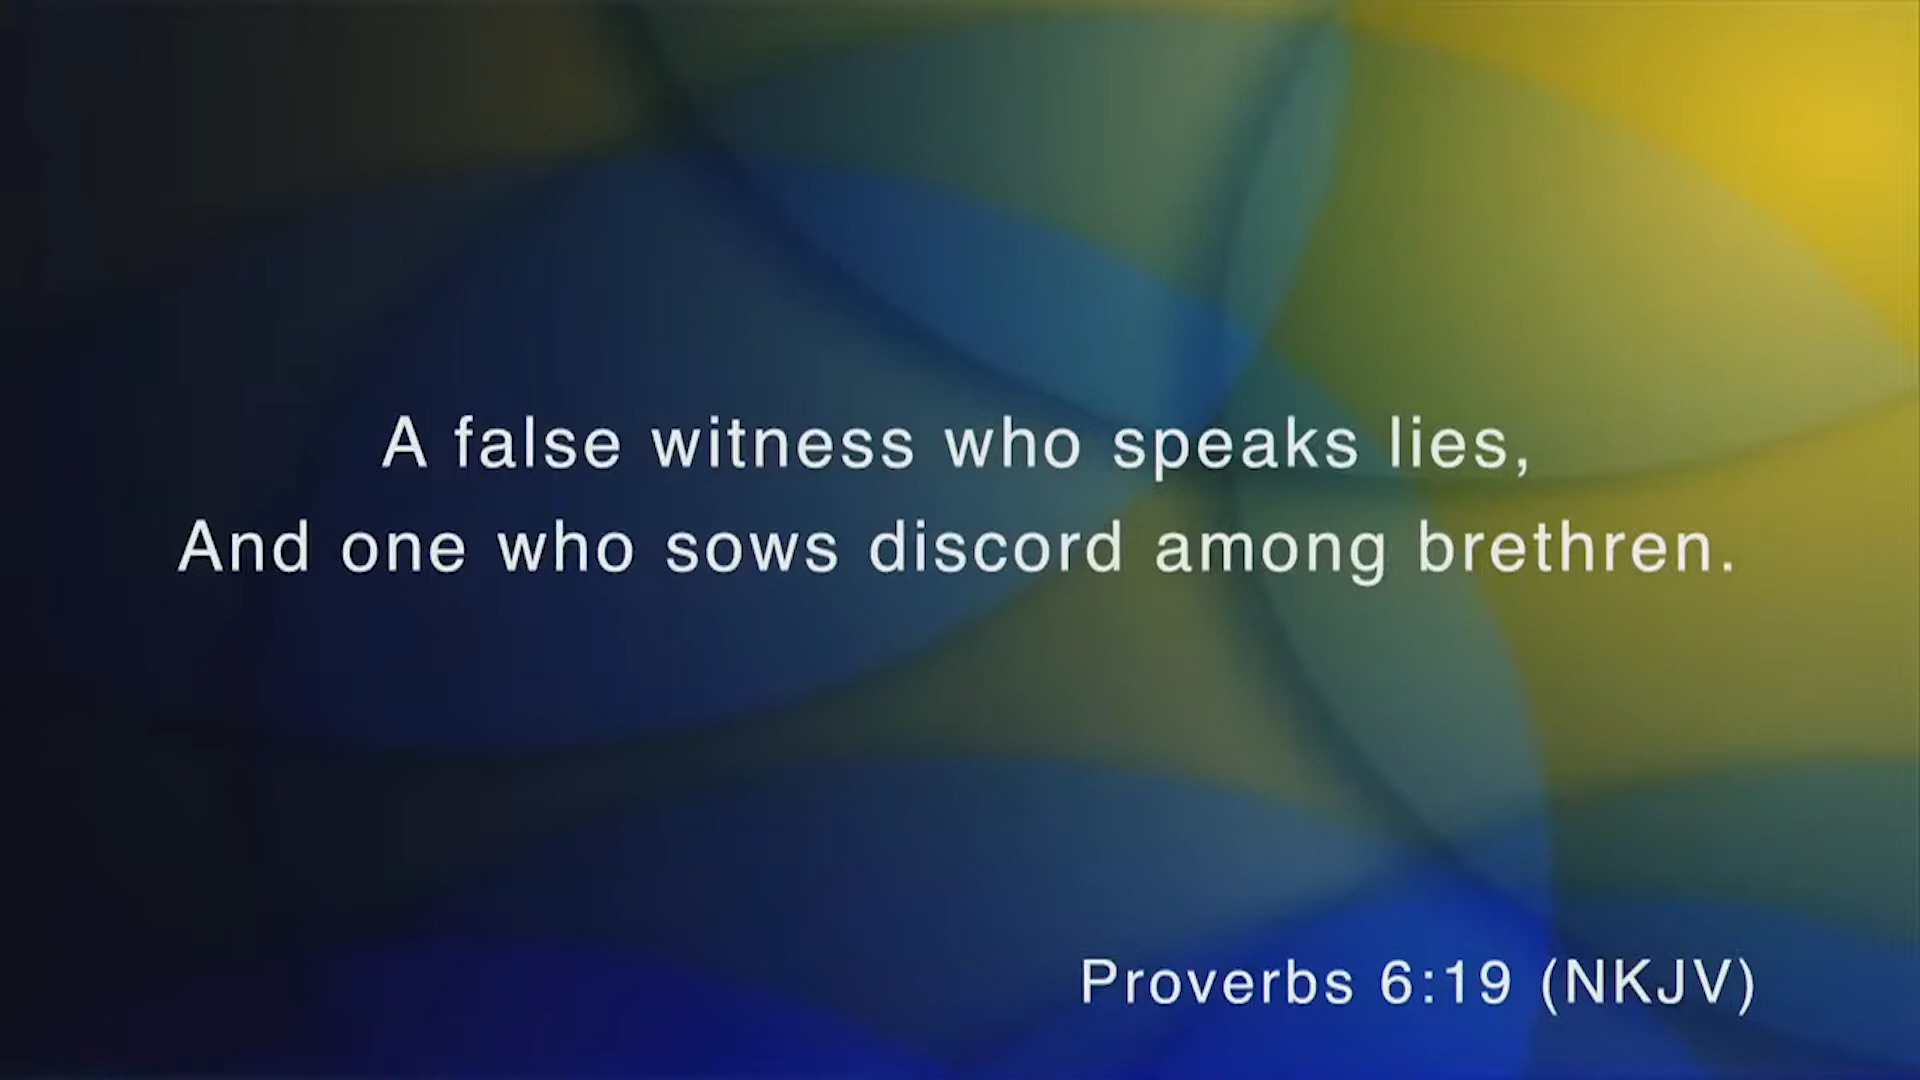 A false witness who speaks lies,
And one who sows discord among brethren.
Proverbs 6:19 (NKJV)